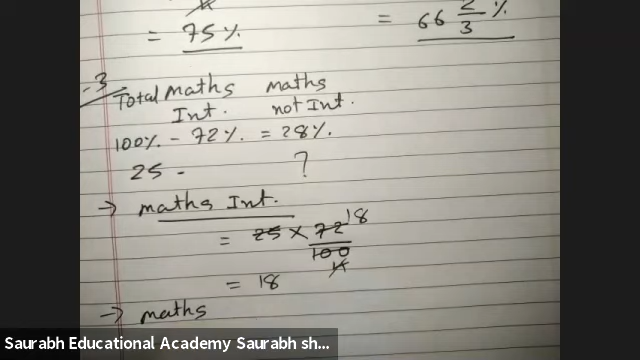 = 75%
= 66 2/3 %
-3
Total maths maths
Int. not Int.
100% - 72% = 28%.
25 - ?
→ maths Int.
= 25 × 72 18
100
4
= 18
→ maths
Saurabh Educational Academy Saurabh sh...